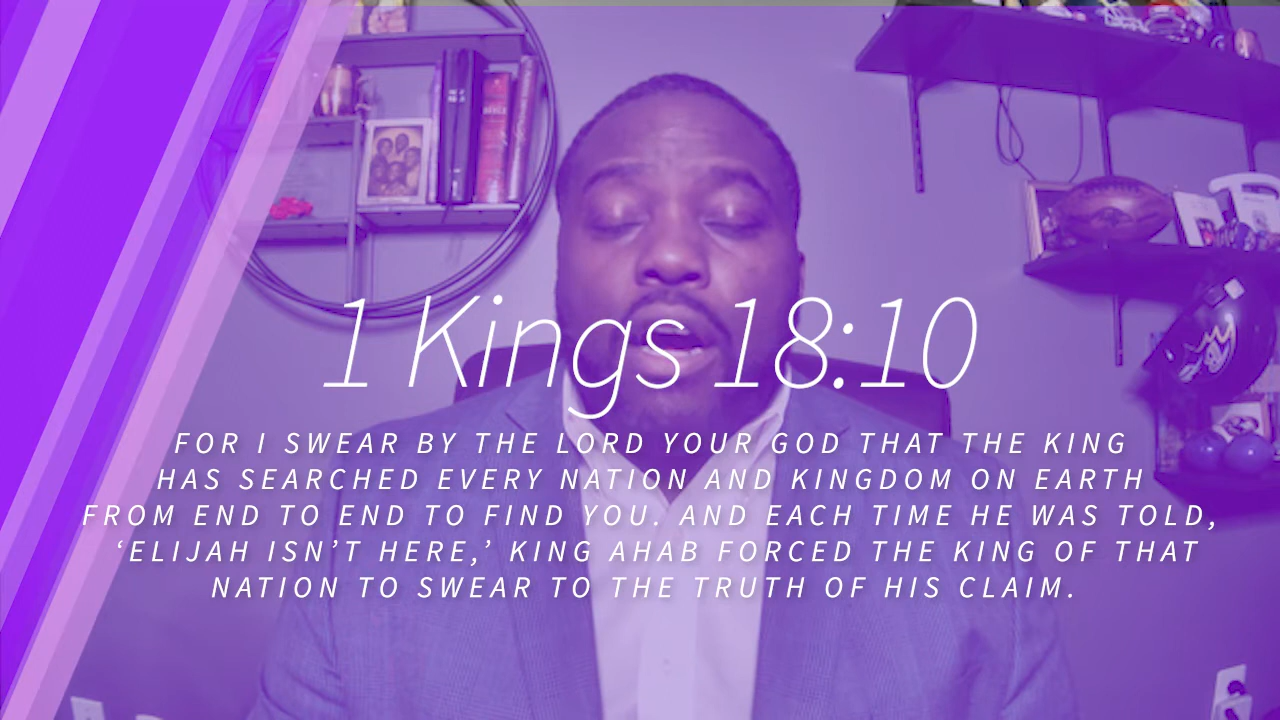 1 Kings 18:10
FOR I SWEAR BY THE LORD YOUR GOD THAT THE KING
HAS SEARCHED EVERY NATION AND KINGDOM ON EARTH
FROM END TO END TO FIND YOU. AND EACH TIME HE WAS TOLD,
‘ELIJAH ISN’T HERE,’ KING AHAB FORCED THE KING OF THAT
NATION TO SWEAR TO THE TRUTH OF HIS CLAIM.